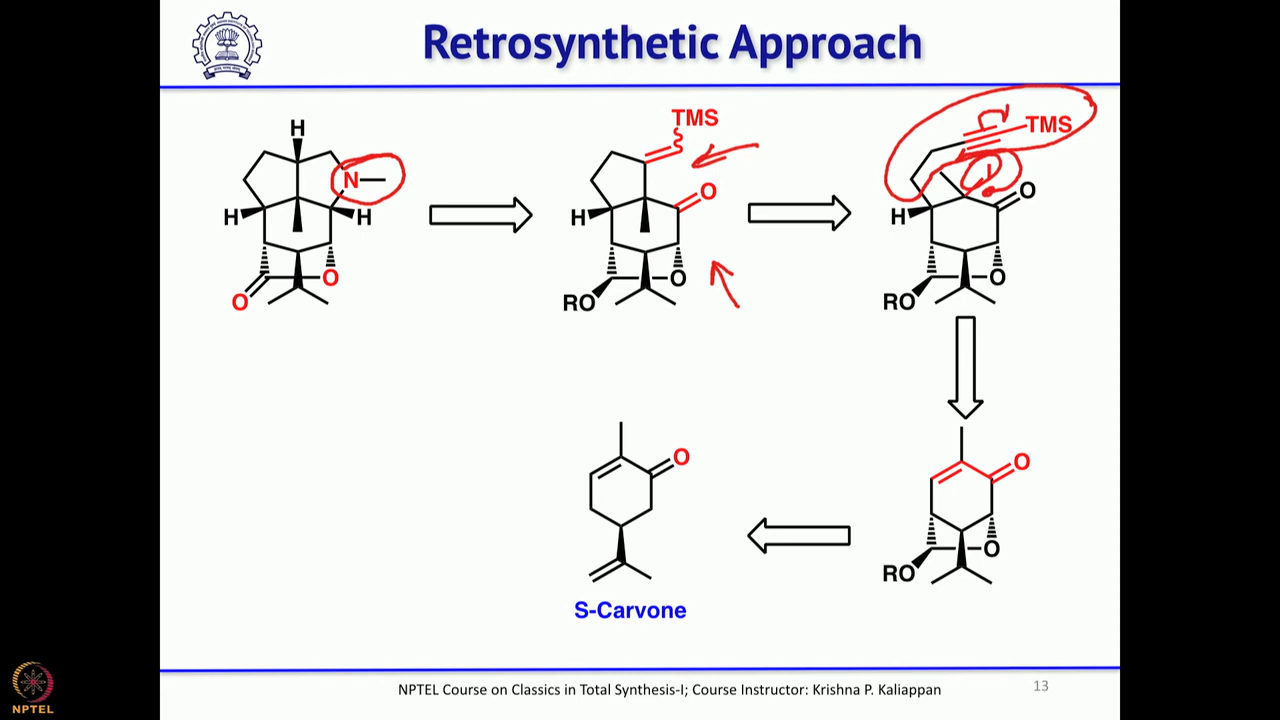 Retrosynthetic Approach
H
N
H
H
O
O
TMS
O
H
O
RO
TMS
I
O
H
O
RO
O
O
RO
O
S-Carvone
NPTEL Course on Classics in Total Synthesis-I; Course Instructor: Krishna P. Kaliappan
13
NPTEL